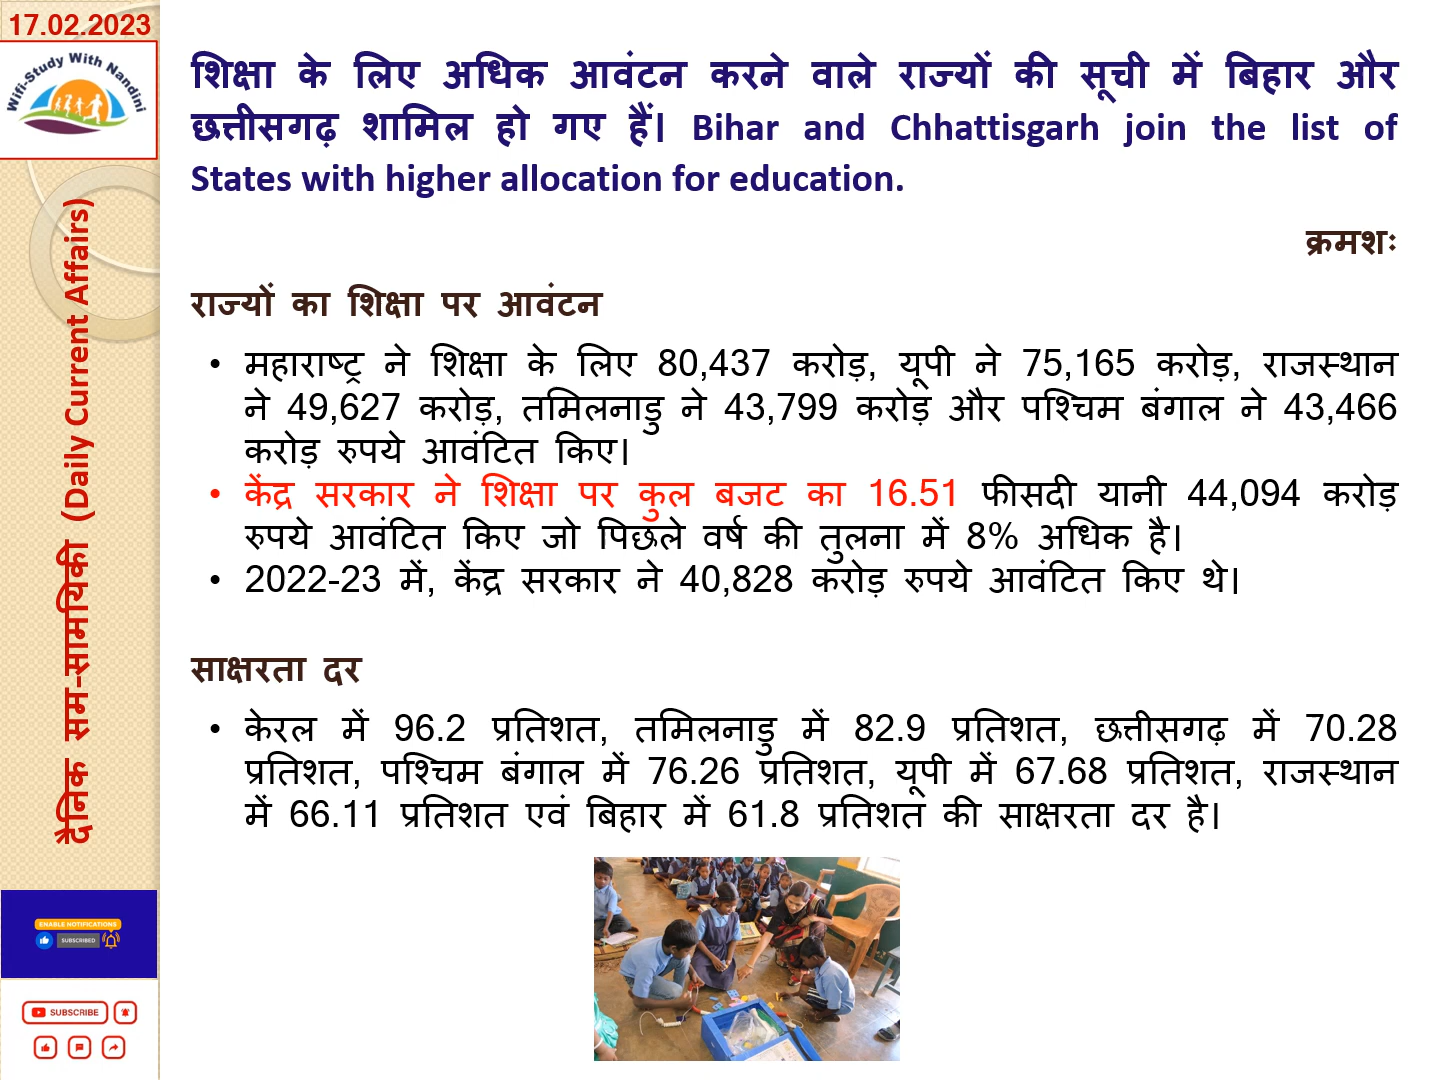 17.02.2023
Wifi-Study With Nandini
दैनिक सम-सामयिकी (Daily Current Affairs)
ENABLE NOTIFICATIONS
SUBSCRIBED
SUBSCRIBE
शिक्षा के लिए अधिक आवंटन करने वाले राज्यों की सूची में बिहार और
छत्तीसगढ़ शामिल हो गए हैं। Bihar and Chhattisgarh join the list of
States with higher allocation for education.
क्रमशः
राज्यों का शिक्षा पर आवंटन
• महाराष्ट्र ने शिक्षा के लिए 80,437 करोड़, यूपी ने 75,165 करोड़, राजस्थान
ने 49,627 करोड़, तमिलनाडु ने 43,799 करोड़ और पश्चिम बंगाल ने 43,466
करोड़ रुपये आवंटित किए।
• केंद्र सरकार ने शिक्षा पर कुल बजट का 16.51 फीसदी यानी 44,094 करोड़
रुपये आवंटित किए जो पिछले वर्ष की तुलना में 8% अधिक है।
• 2022-23 में, केंद्र सरकार ने 40,828 करोड़ रुपये आवंटित किए थे।
साक्षरता दर
• केरल में 96.2 प्रतिशत, तमिलनाडु में 82.9 प्रतिशत, छत्तीसगढ़ में 70.28
प्रतिशत, पश्चिम बंगाल में 76.26 प्रतिशत, यूपी में 67.68 प्रतिशत, राजस्थान
में 66.11 प्रतिशत एवं बिहार में 61.8 प्रतिशत की साक्षरता दर है।